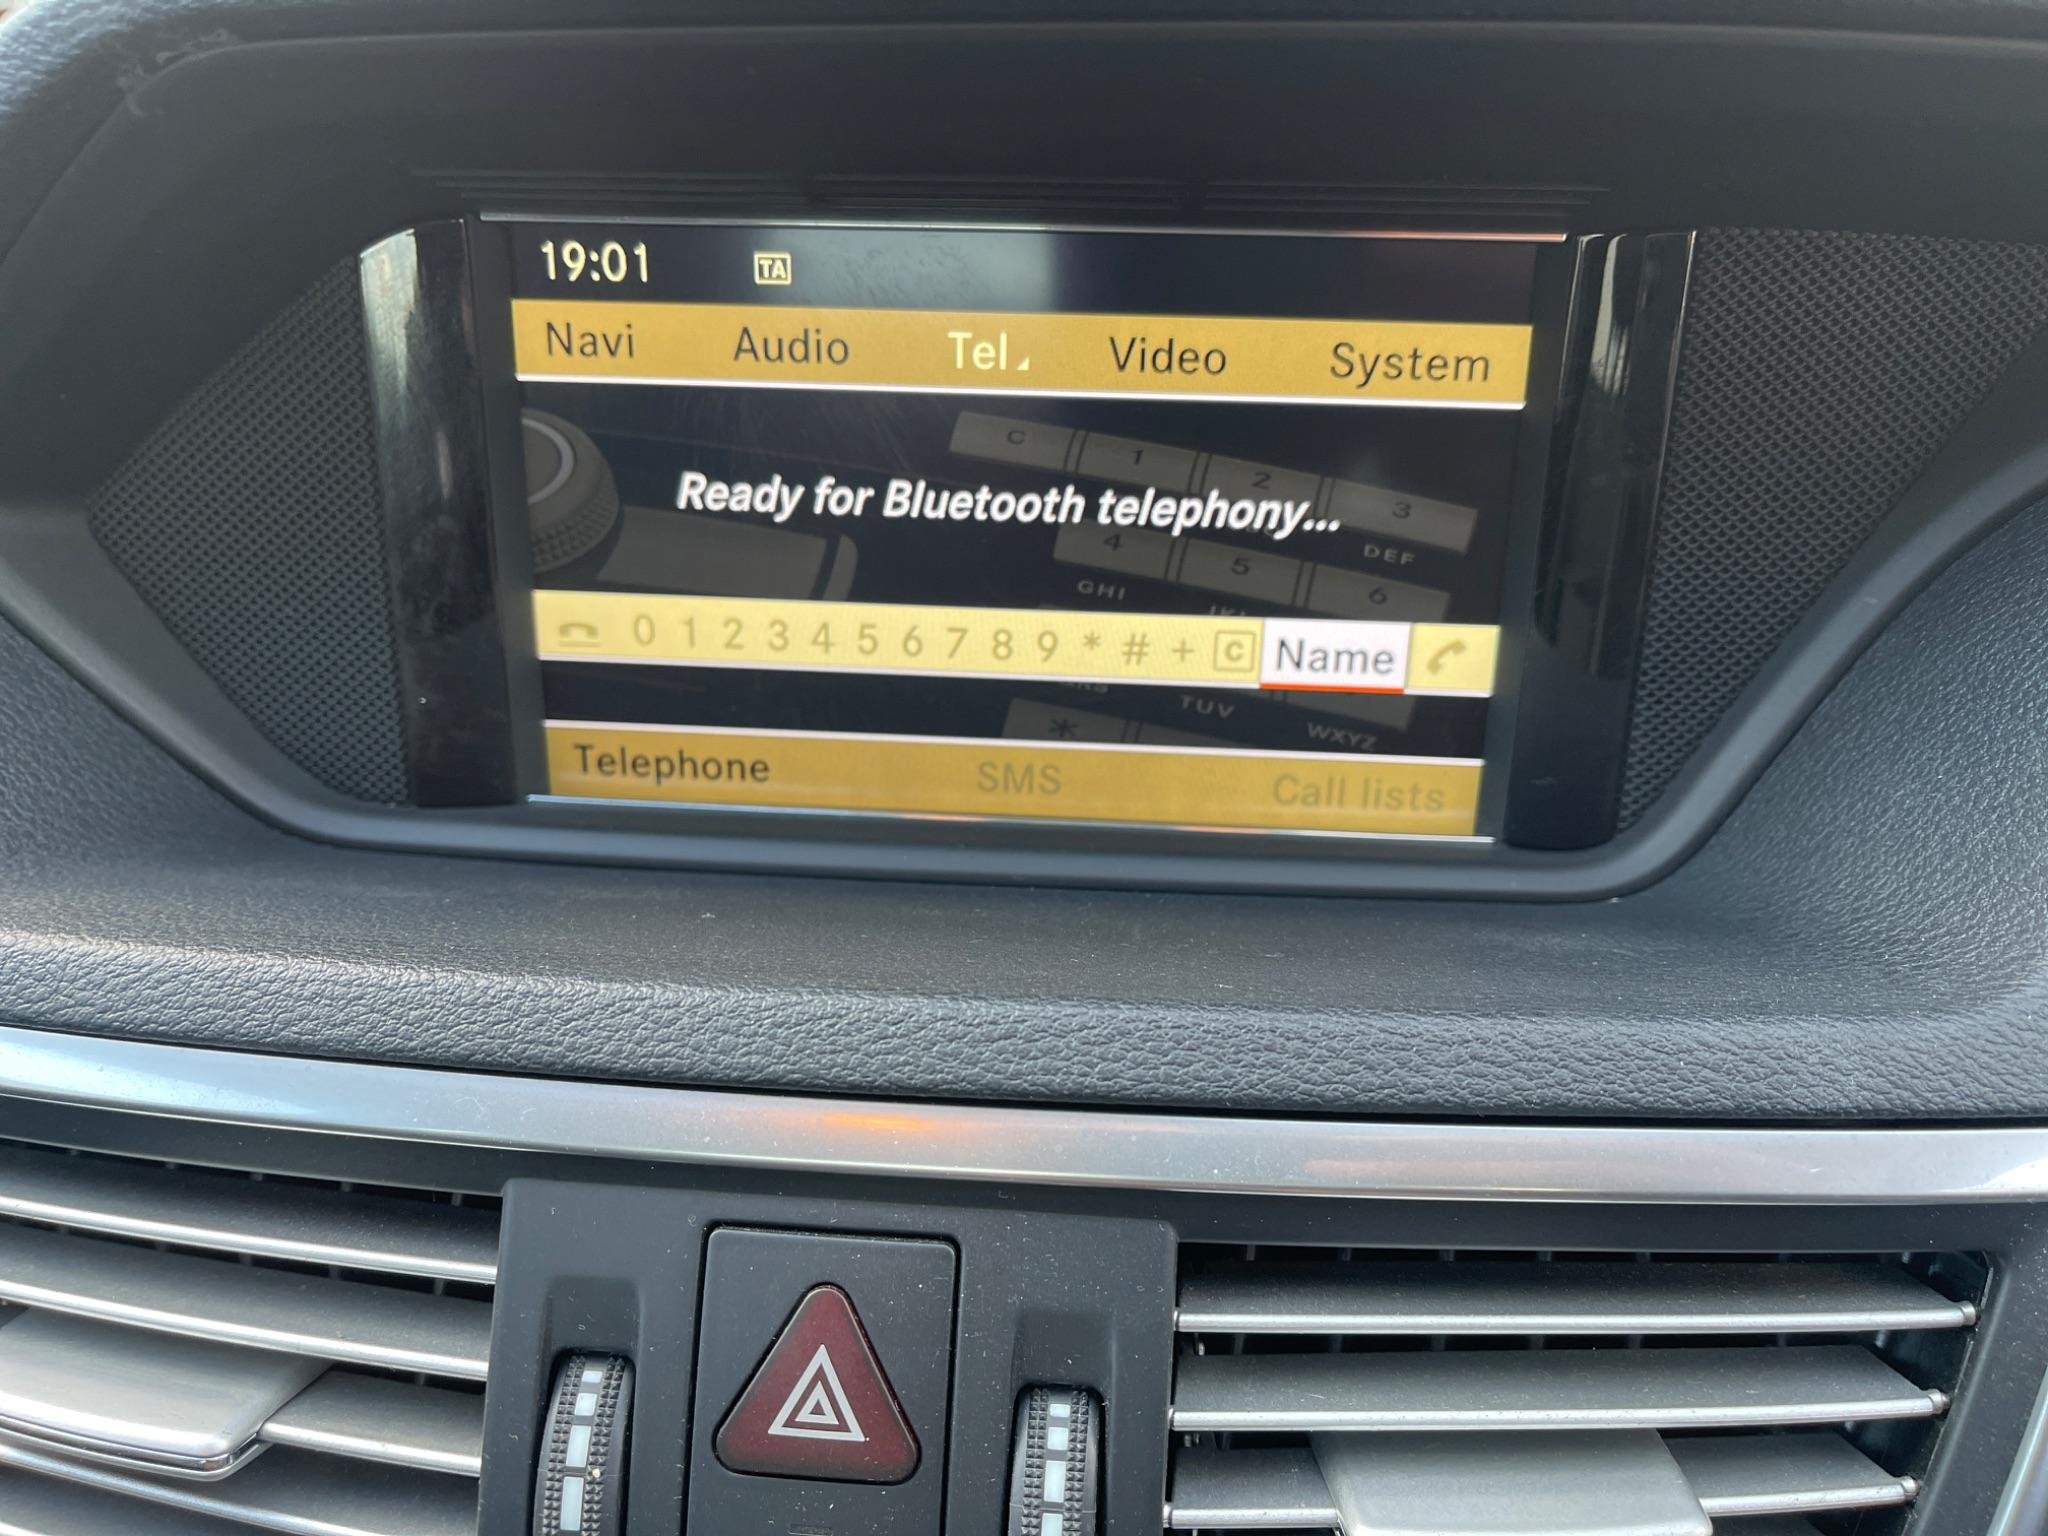 19:01 TA
Navi Audio Tel. Video System
C 1 2 3
Ready for Bluetooth telephony...
4 5 6 DEF
GHI
0 1 2 3 4 5 6 7 8 9 * # + C Name
TUV WXYZ
*
Telephone SMS Call lists